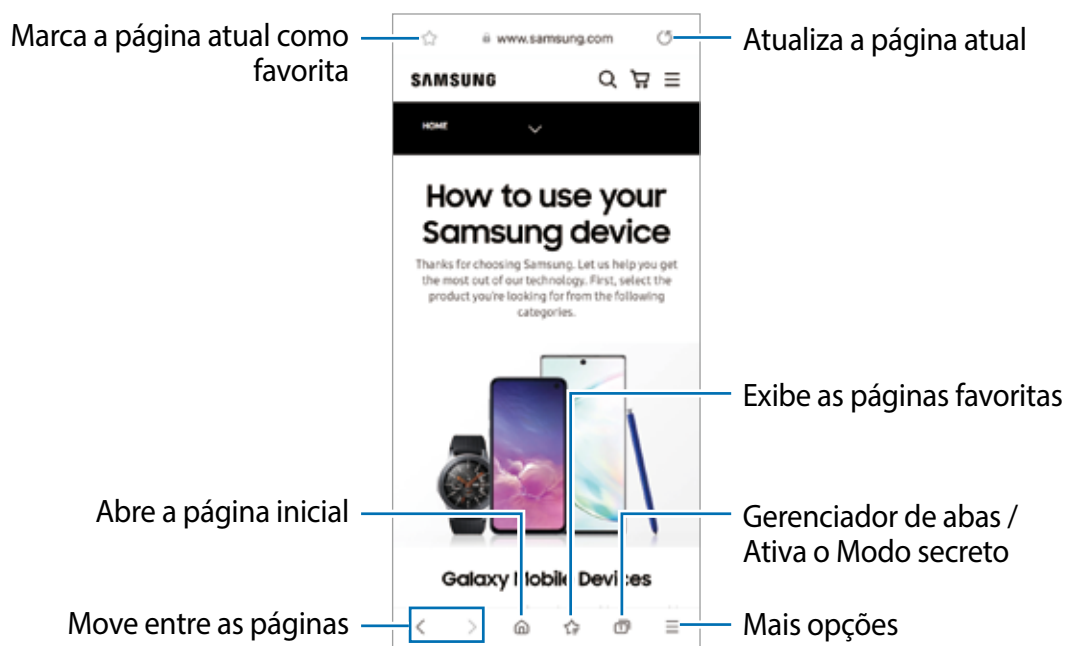 Marca a página atual como
favorita
www.samsung.com
Atualiza a página atual
SAMSUNG
HOME
How to use your
Samsung device
Thanks for choosing Samsung. Let us help you get
the most out of our technology. First, select the
product you're looking for from the following
categories.
Exibe as páginas favoritas
Abre a página inicial
Gerenciador de abas /
Ativa o Modo secreto
Galaxy Mobile Devices
Move entre as páginas
Mais opções